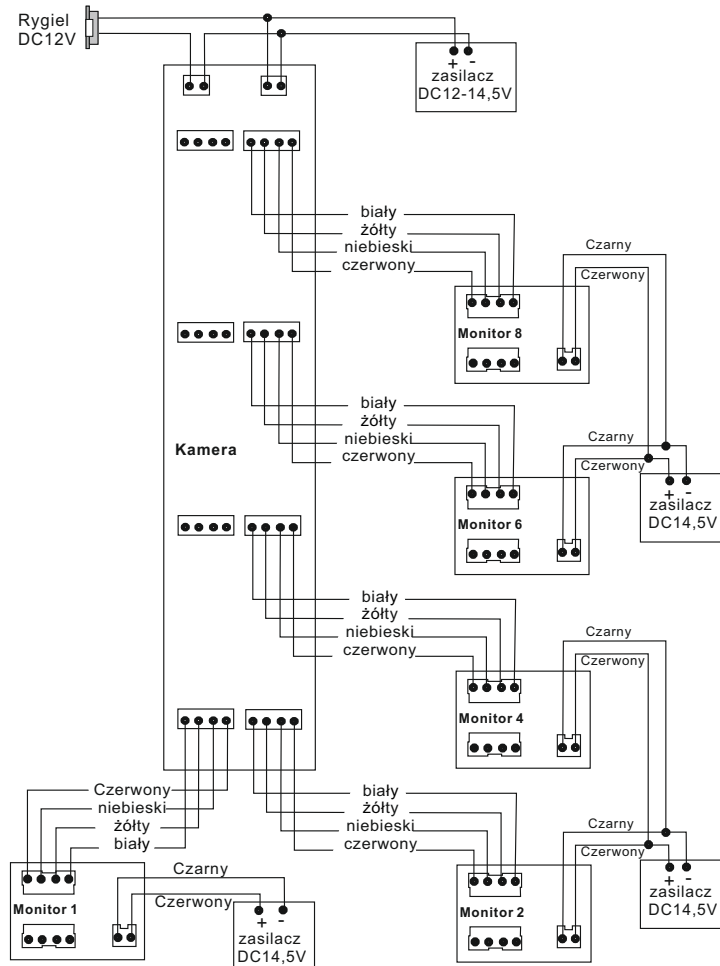 Rygiel
DC12V
+ -
zasilacz
DC12-14,5V
biały
żółty
niebieski
czerwony
Czarny
Czerwony
Monitor 8
biały
żółty
niebieski
czerwony
Kamera
Czarny
Czerwony
Monitor 6
+ -
zasilacz
DC14,5V
biały
żółty
niebieski
czerwony
Czarny
Czerwony
Monitor 4
Czerwony
niebieski
żółty
biały
biały
żółty
niebieski
czerwony
Czarny
Czerwony
Monitor 2
+ -
zasilacz
DC14,5V
Monitor 1
Czarny
Czerwony
+ -
zasilacz
DC14,5V